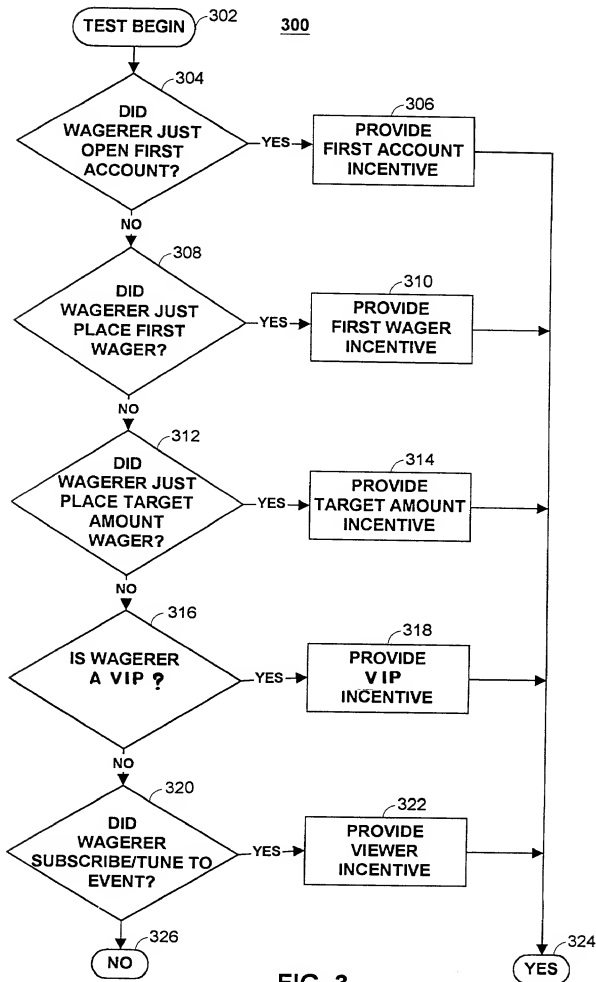 TEST BEGIN
302
300
304
DID
WAGERER JUST
OPEN FIRST
ACCOUNT?
YES
306
PROVIDE
FIRST ACCOUNT
INCENTIVE
NO
308
DID
WAGERER JUST
PLACE FIRST
WAGER?
YES
310
PROVIDE
FIRST WAGER
INCENTIVE
NO
312
DID
WAGERER JUST
PLACE TARGET
AMOUNT
WAGER?
YES
314
PROVIDE
TARGET AMOUNT
INCENTIVE
NO
316
IS WAGERER
A VIP ?
YES
318
PROVIDE
VIP
INCENTIVE
NO
320
DID
WAGERER
SUBSCRIBE/TUNE TO
EVENT?
YES
322
PROVIDE
VIEWER
INCENTIVE
326
NO
324
YES
FIG. 3